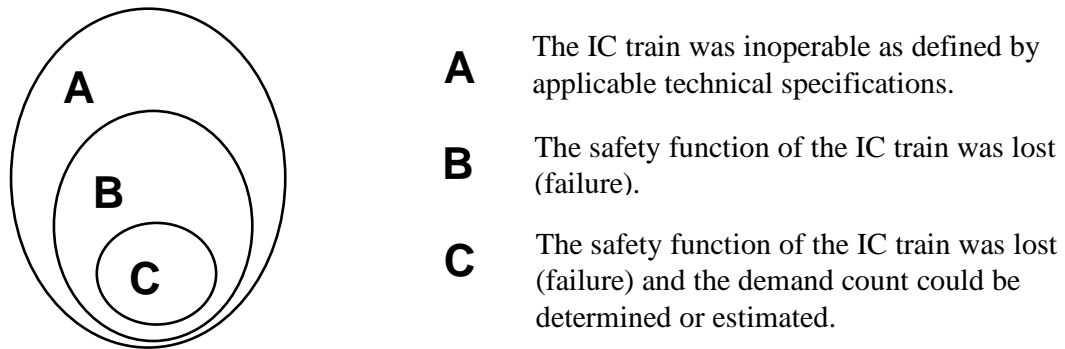 A
B
C
A
The IC train was inoperable as defined by
applicable technical specifications.
B
The safety function of the IC train was lost
(failure).
C
The safety function of the IC train was lost
(failure) and the demand count could be
determined or estimated.